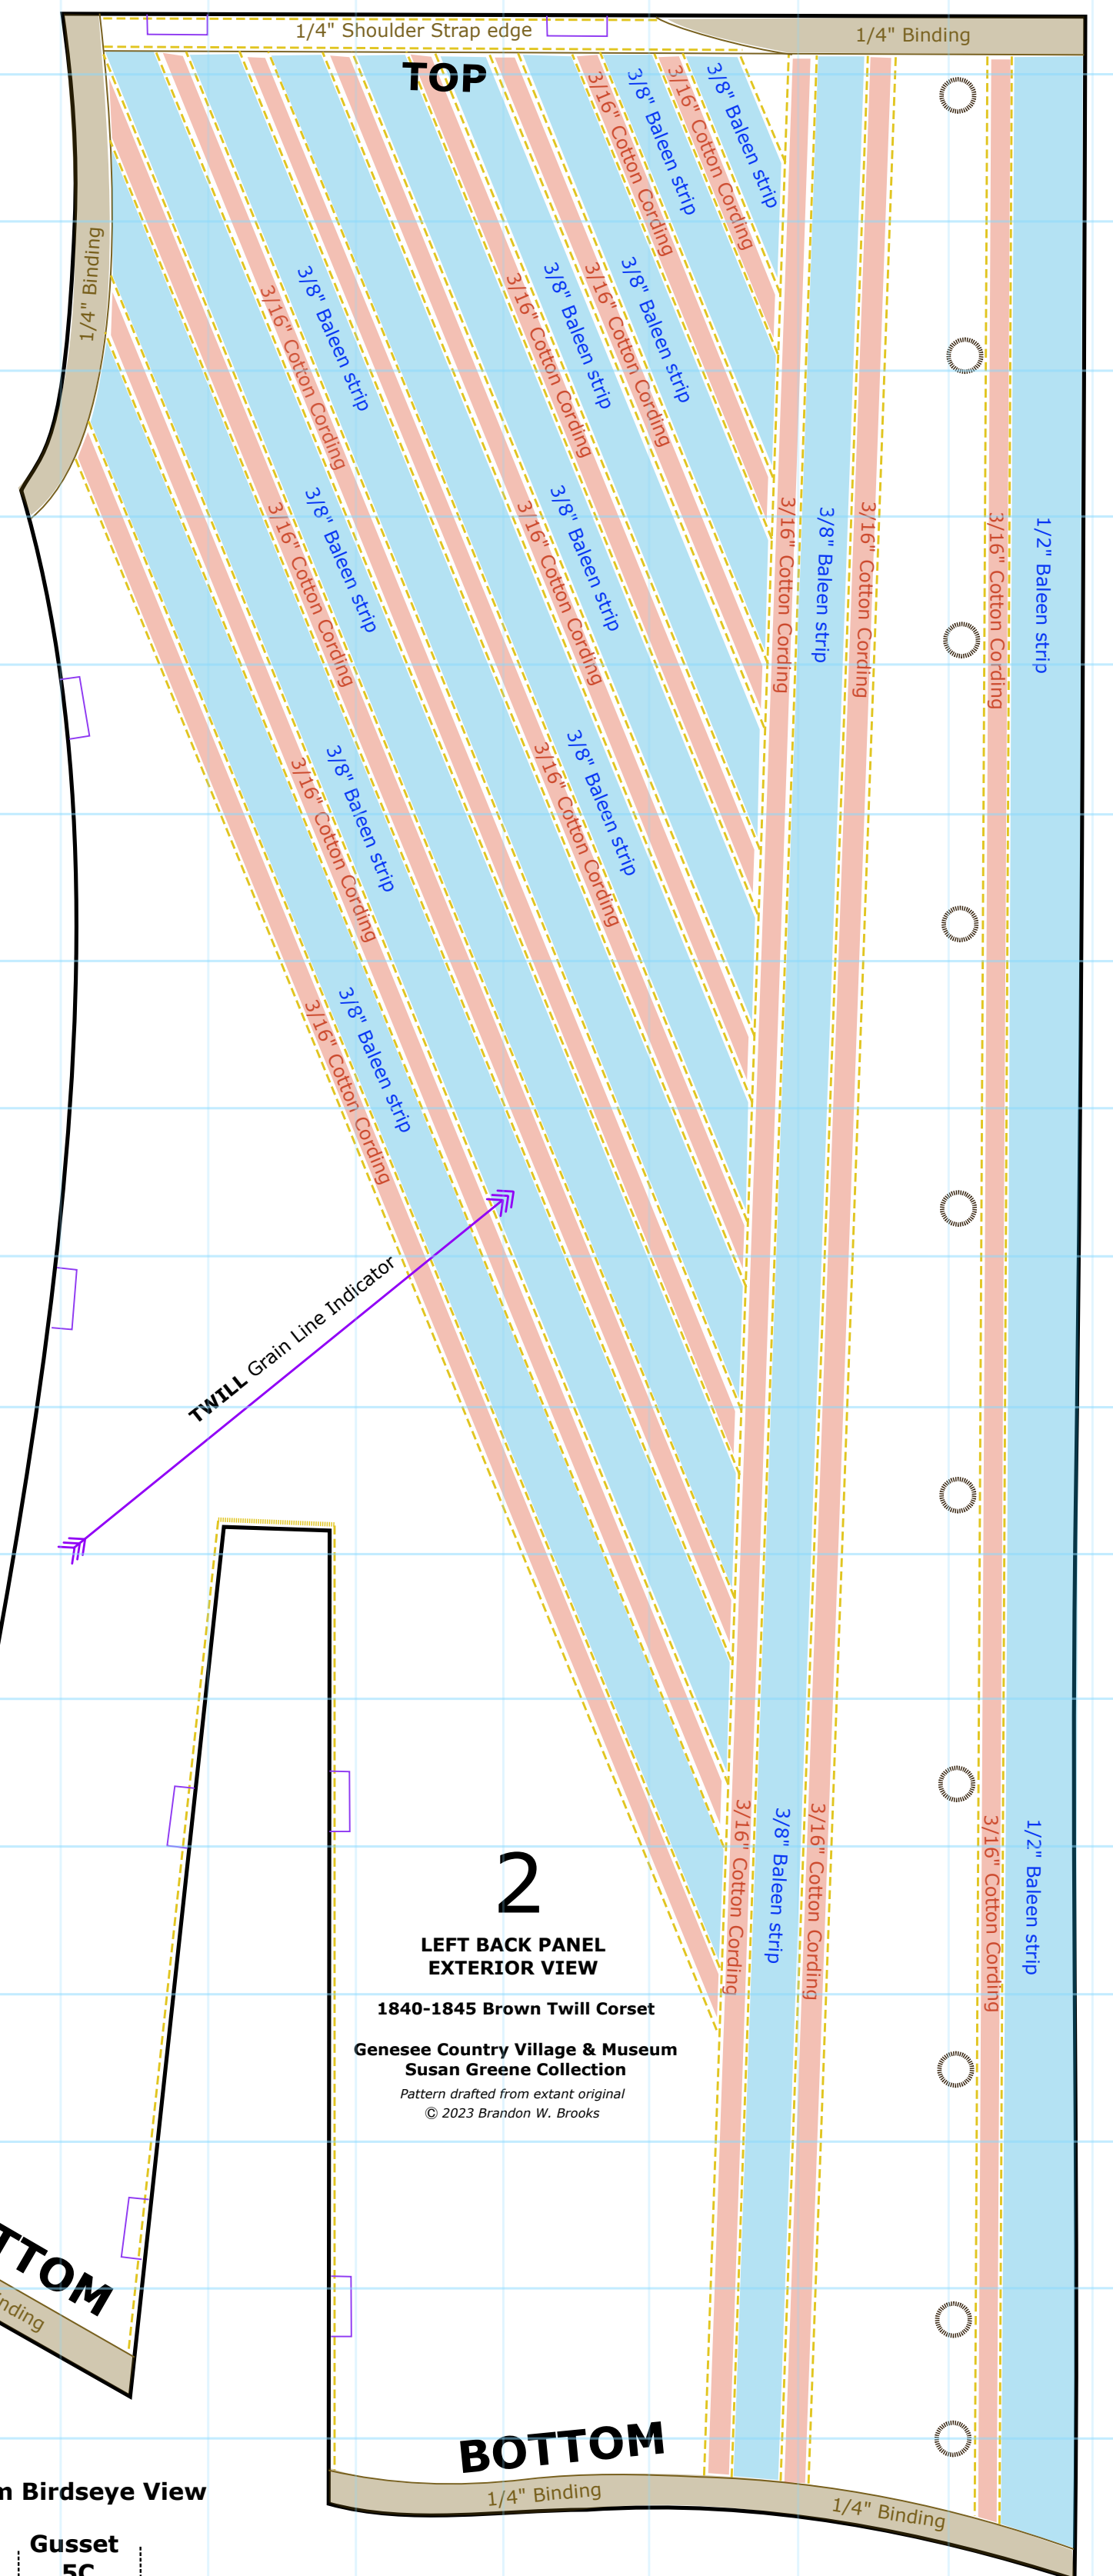 1/4" Shoulder Strap edge
1/4" Binding
TOP
1/4" Binding
3/16" Cotton Cording
3/8" Baleen strip
3/16" Cotton Cording
3/8" Baleen strip
3/16" Cotton Cording
3/8" Baleen strip
3/16" Cotton Cording
3/8" Baleen strip
3/16" Cotton Cording
3/8" Baleen strip
3/16" Cotton Cording
3/8" Baleen strip
3/16" Cotton Cording
3/8" Baleen strip
3/16" Cotton Cording
3/8" Baleen strip
3/16" Cotton Cording
3/16" Cotton Cording
1/2" Baleen strip
3/16" Cotton Cording
3/8" Baleen strip
3/16" Cotton Cording
3/8" Baleen strip
3/16" Cotton Cording
3/8" Baleen strip
TWILL Grain Line Indicator
3/16" Cotton Cording
3/8" Baleen strip
3/16" Cotton Cording
3/16" Cotton Cording
1/2" Baleen strip
2
LEFT BACK PANEL
EXTERIOR VIEW
1840-1845 Brown Twill Corset
Genesee Country Village & Museum
Susan Greene Collection
Pattern drafted from extant original
© 2023 Brandon W. Brooks
TTOM
inding
BOTTOM
1/4" Binding
1/4" Binding
m Birdseye View
Gusset
5C